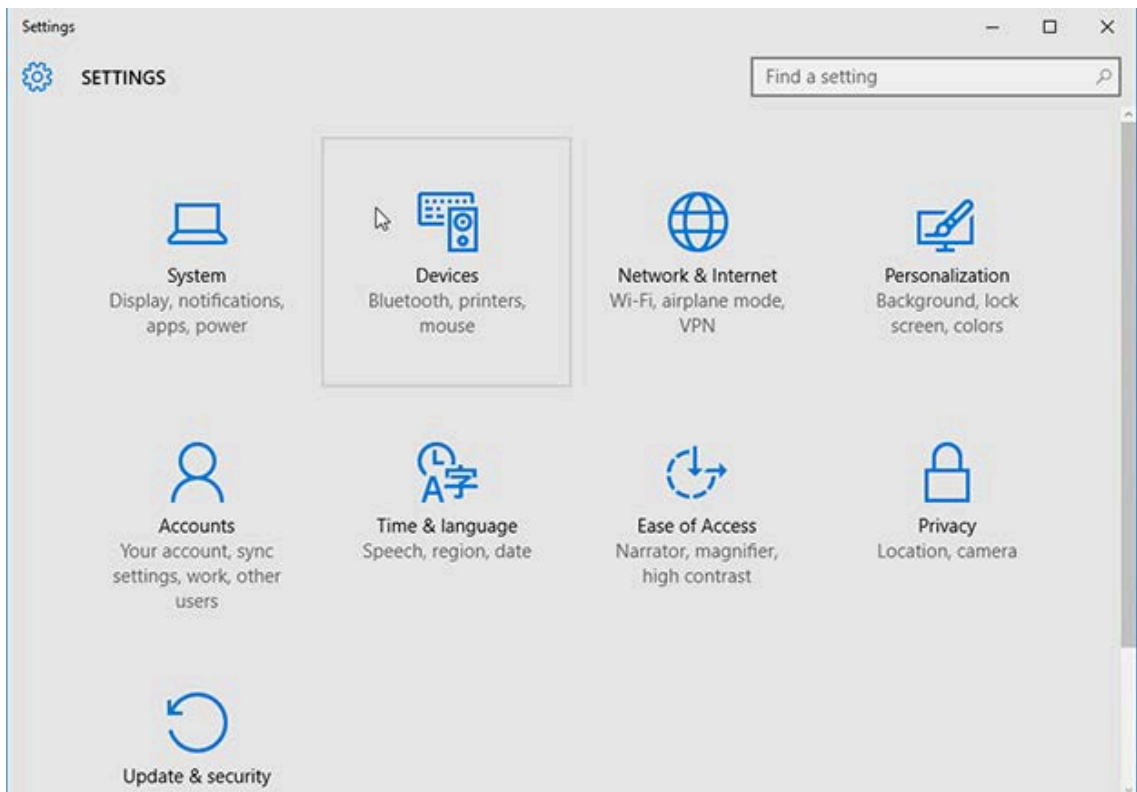 Settings
SETTINGS
Find a setting
System
Display, notifications,
apps, power
Devices
Bluetooth, printers,
mouse
Network & Internet
Wi-Fi, airplane mode,
VPN
Personalization
Background, lock
screen, colors
Accounts
Your account, sync
settings, work, other
users
A字
Time & language
Speech, region, date
Ease of Access
Narrator, magnifier,
high contrast
Privacy
Location, camera
Update & security